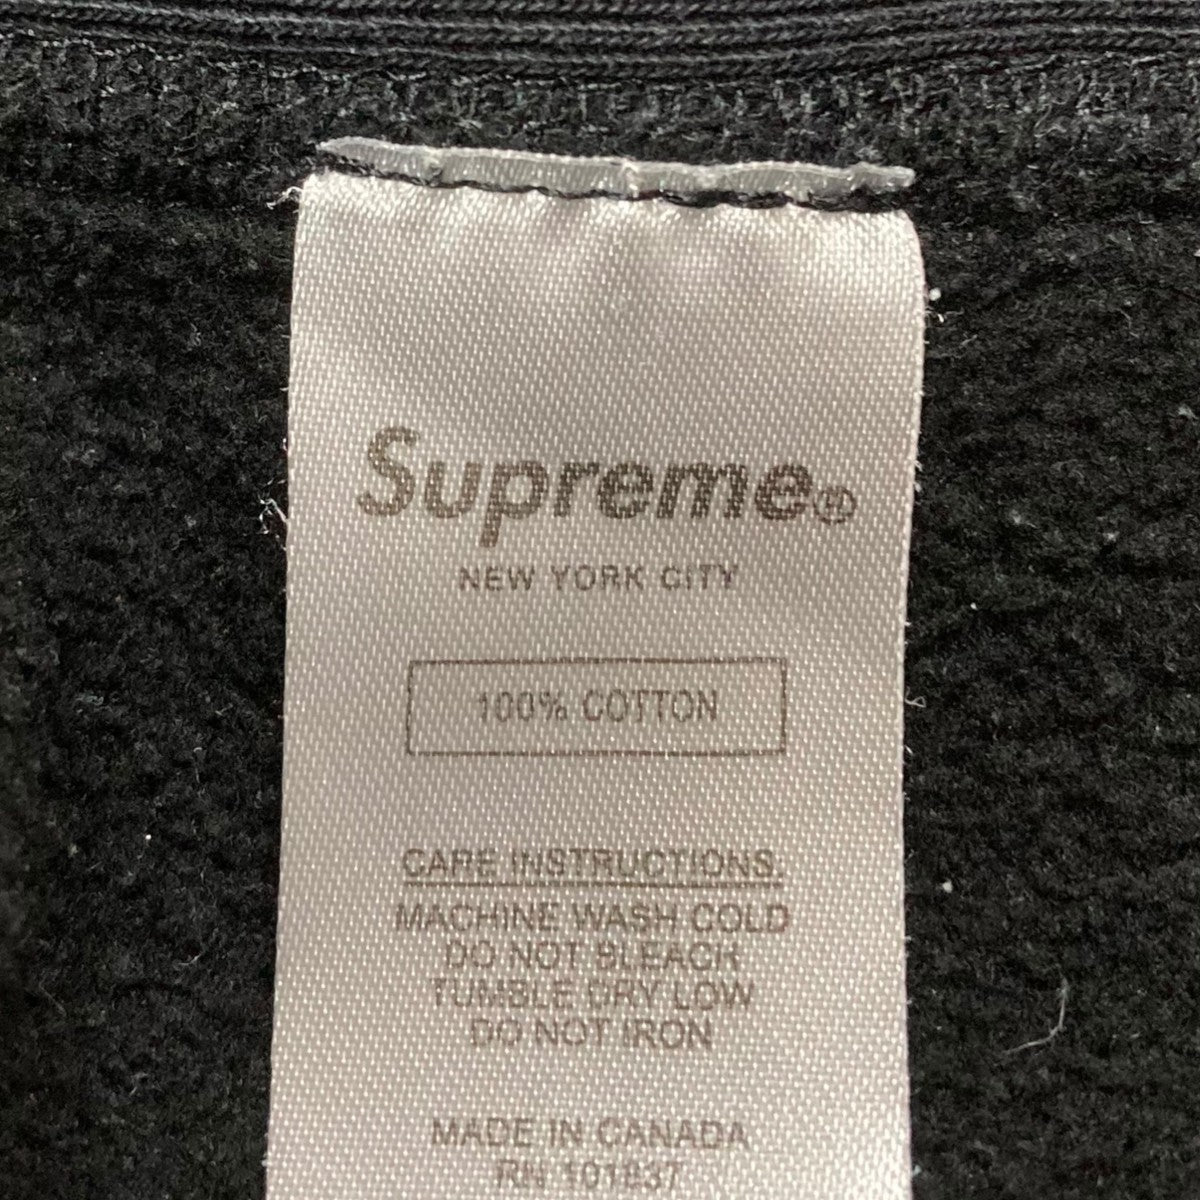 Supreme®
NEW YORK CITY
100% COTTON
CARE INSTRUCTIONS.
MACHINE WASH COLD
DO NOT BLEACH
TUMBLE DRY LOW
DO NOT IRON
MADE IN CANADA
RN 101837